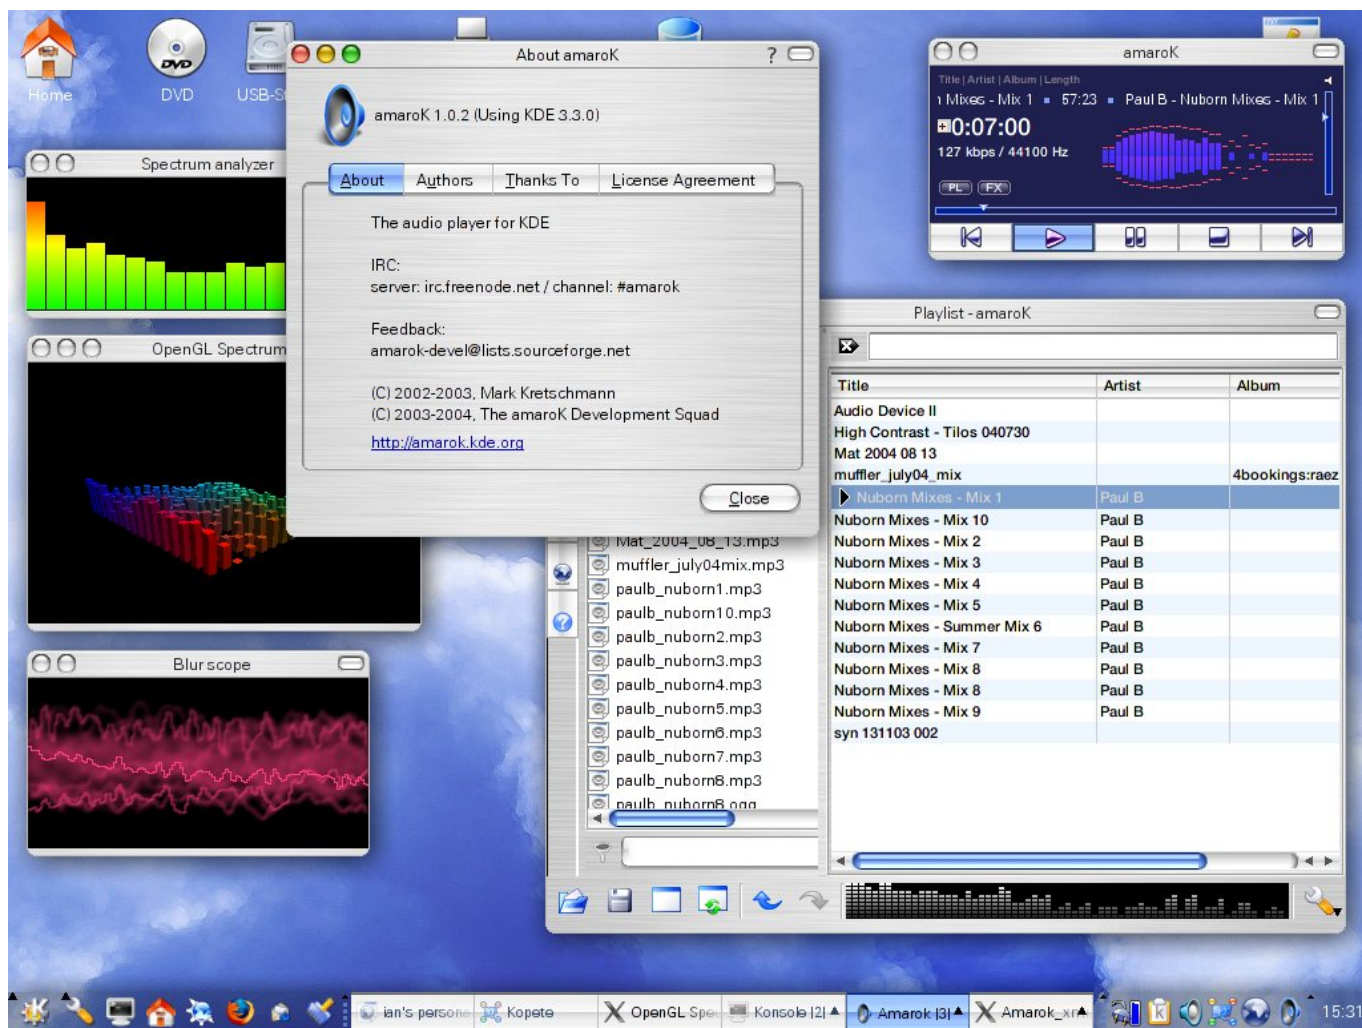 Home
DVD
USB-S
About amaroK
?
amaroK 1.0.2 (Using KDE 3.3.0)
About
Authors
Thanks To
License Agreement
The audio player for KDE
IRC:
server: irc.freenode.net / channel: #amarok
Feedback:
amarok-devel@lists.sourceforge.net
(C) 2002-2003, Mark Kretschmann
(C) 2003-2004, The amaroK Development Squad
http://amarok.kde.org
Close
amaroK
Title | Artist | Album | Length
Mixes - Mix 1 ▪ 57:23 ▪ Paul B - Nuborn Mixes - Mix 1
0:07:00
127 kbps / 44100 Hz
PL FX
Spectrum analyzer
OpenGL Spectrum
Blur scope
Playlist - amaroK
Title Artist Album
Audio Device II
High Contrast - Tilos 040730
Mat 2004 08 13
muffler_july04_mix 4bookings:raez
Nuborn Mixes - Mix 1 Paul B
Nuborn Mixes - Mix 10 Paul B
Nuborn Mixes - Mix 2 Paul B
Nuborn Mixes - Mix 3 Paul B
Nuborn Mixes - Mix 4 Paul B
Nuborn Mixes - Mix 5 Paul B
Nuborn Mixes - Summer Mix 6 Paul B
Nuborn Mixes - Mix 7 Paul B
Nuborn Mixes - Mix 8 Paul B
Nuborn Mixes - Mix 8 Paul B
Nuborn Mixes - Mix 9 Paul B
syn 131103 002
Mat_2004_08_13.mp3
muffler_july04mix.mp3
paulb_nuborn1.mp3
paulb_nuborn10.mp3
paulb_nuborn2.mp3
paulb_nuborn3.mp3
paulb_nuborn4.mp3
paulb_nuborn5.mp3
paulb_nuborn6.mp3
paulb_nuborn7.mp3
paulb_nuborn8.mp3
paulb_nuborn8.ogg
ian's persona
Kopete
OpenGL Spe
Konsole |2|
Amarok |3|
Amarok_xm
15:31